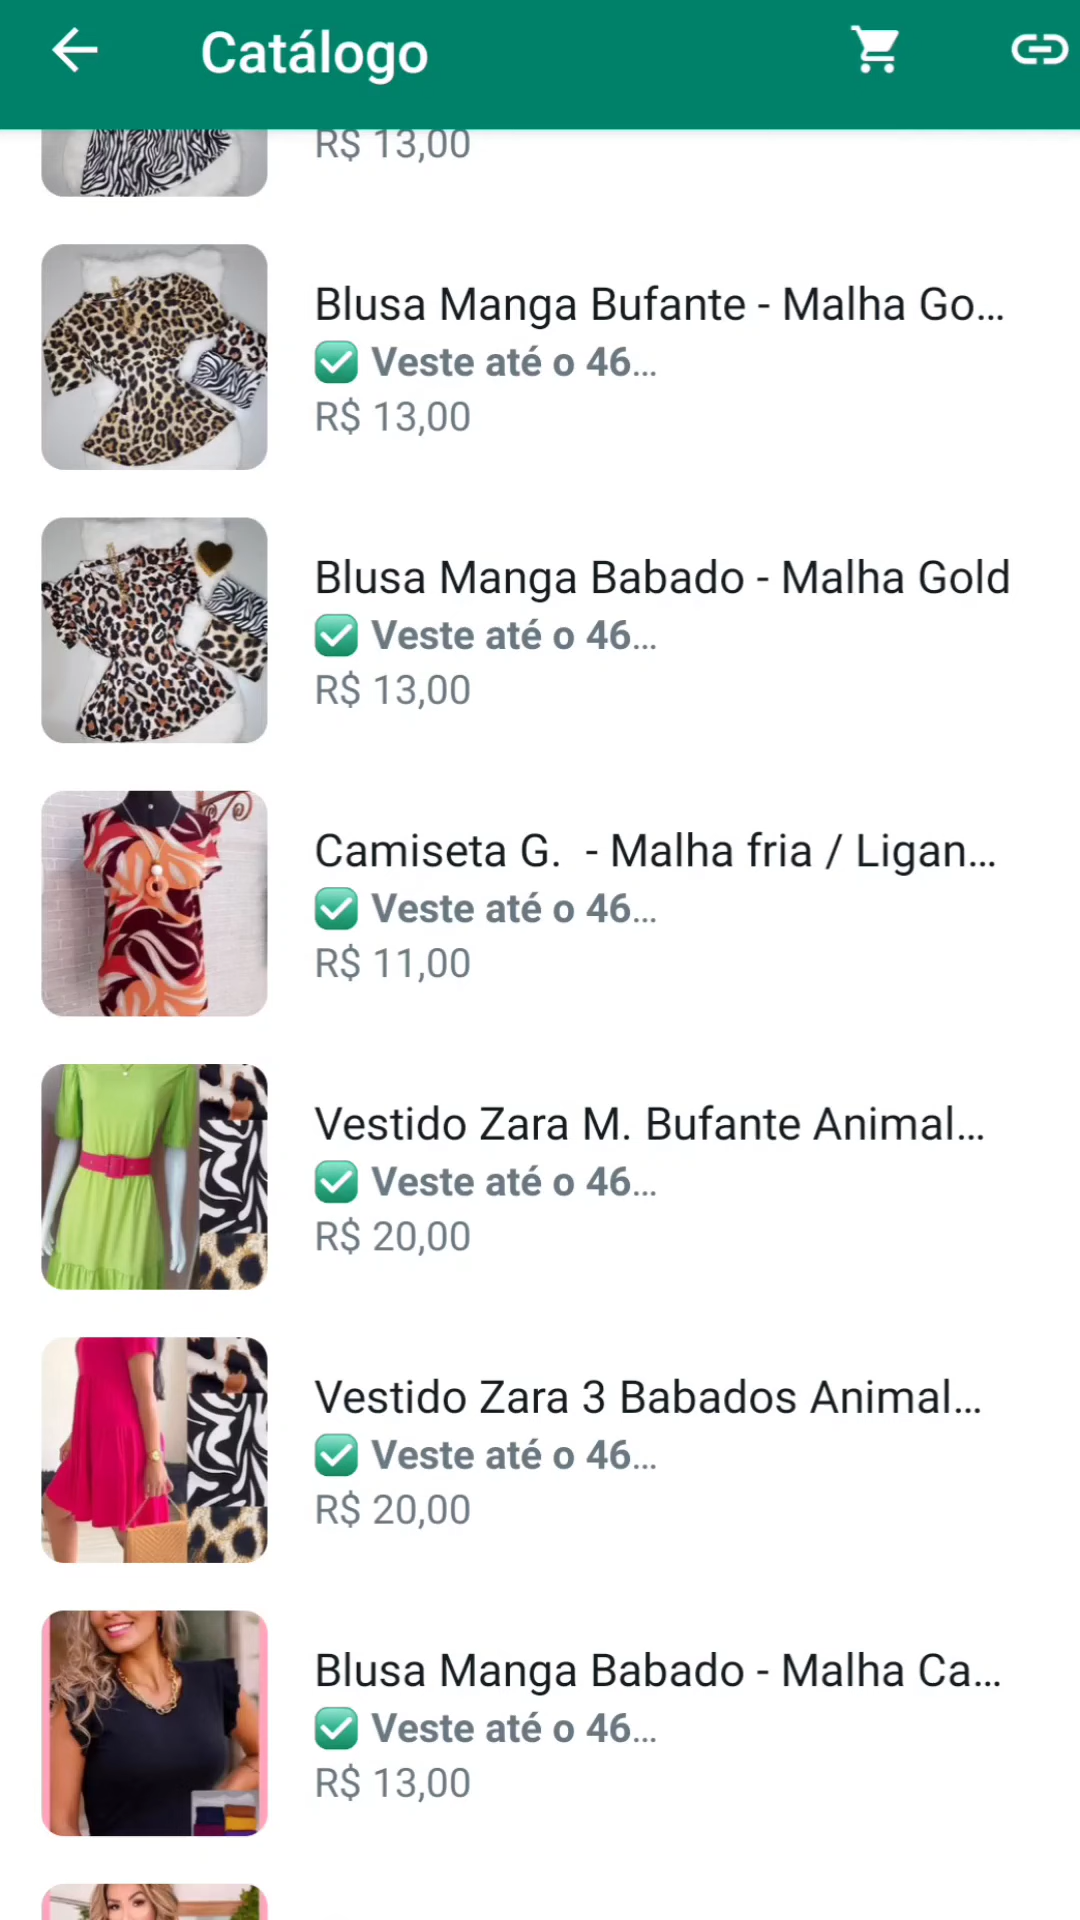 Catálogo
R$ 13,00
Blusa Manga Bufante - Malha Go...
✅ Veste até o 46...
R$ 13,00
Blusa Manga Babado - Malha Gold
✅ Veste até o 46...
R$ 13,00
Camiseta G.  - Malha fria / Ligan...
✅ Veste até o 46...
R$ 11,00
Vestido Zara M. Bufante Animal...
✅ Veste até o 46...
R$ 20,00
Vestido Zara 3 Babados Animal...
✅ Veste até o 46...
R$ 20,00
Blusa Manga Babado - Malha Ca...
✅ Veste até o 46...
R$ 13,00